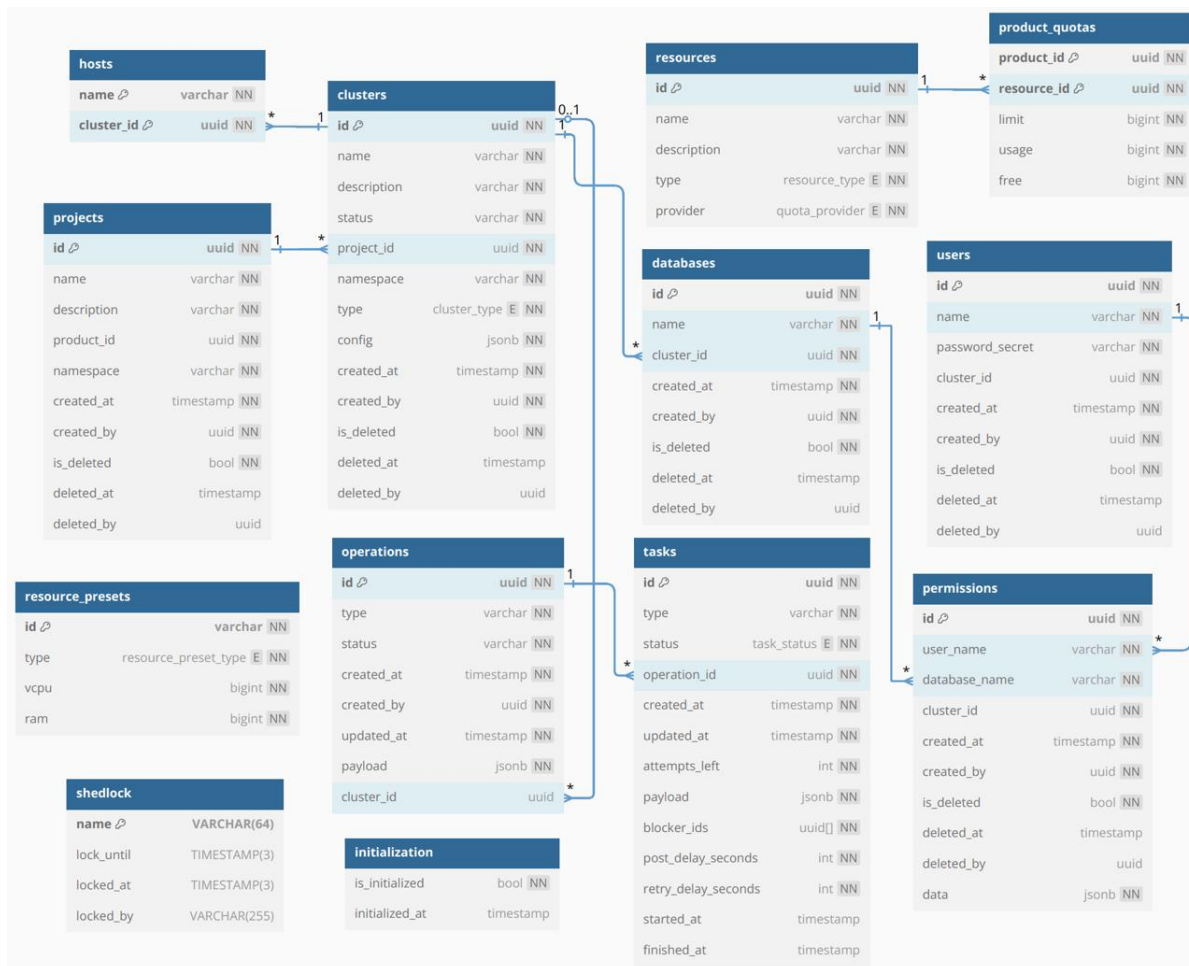 hosts
name varchar NN
cluster_id uuid NN
* 1
projects
id uuid NN
name varchar NN
description varchar NN
product_id uuid NN
namespace varchar NN
created_at timestamp NN
created_by uuid NN
is_deleted bool NN
deleted_at timestamp
deleted_by uuid
1 *
clusters
id uuid NN
name varchar NN
description varchar NN
status varchar NN
project_id uuid NN
namespace varchar NN
type cluster_type E NN
config jsonb NN
created_at timestamp NN
created_by uuid NN
is_deleted bool NN
deleted_at timestamp
deleted_by uuid
0..1
1
resources
id uuid NN
name varchar NN
description varchar NN
type resource_type E NN
provider quota_provider E NN
1 *
product_quotas
product_id uuid NN
resource_id uuid NN
limit bigint NN
usage bigint NN
free bigint NN
databases
id uuid NN
name varchar NN
cluster_id uuid NN
created_at timestamp NN
created_by uuid NN
is_deleted bool NN
deleted_at timestamp
deleted_by uuid
*
1
users
id uuid NN
name varchar NN
password_secret varchar NN
cluster_id uuid NN
created_at timestamp NN
created_by uuid NN
is_deleted bool NN
deleted_at timestamp
deleted_by uuid
1
resource_presets
id varchar NN
type resource_preset_type E NN
vcpu bigint NN
ram bigint NN
operations
id uuid NN
type varchar NN
status varchar NN
created_at timestamp NN
created_by uuid NN
updated_at timestamp NN
payload jsonb NN
cluster_id uuid
1
*
tasks
id uuid NN
type varchar NN
status task_status E NN
operation_id uuid NN
created_at timestamp NN
updated_at timestamp NN
attempts_left int NN
payload jsonb NN
blocker_ids uuid[] NN
post_delay_seconds int NN
retry_delay_seconds int NN
started_at timestamp
finished_at timestamp
*
permissions
id uuid NN
user_name varchar NN
database_name varchar NN
cluster_id uuid NN
created_at timestamp NN
created_by uuid NN
is_deleted bool NN
deleted_at timestamp
deleted_by uuid
data jsonb NN
*
*
shedlock
name VARCHAR(64)
lock_until TIMESTAMP(3)
locked_at TIMESTAMP(3)
locked_by VARCHAR(255)
initialization
is_initialized bool NN
initialized_at timestamp